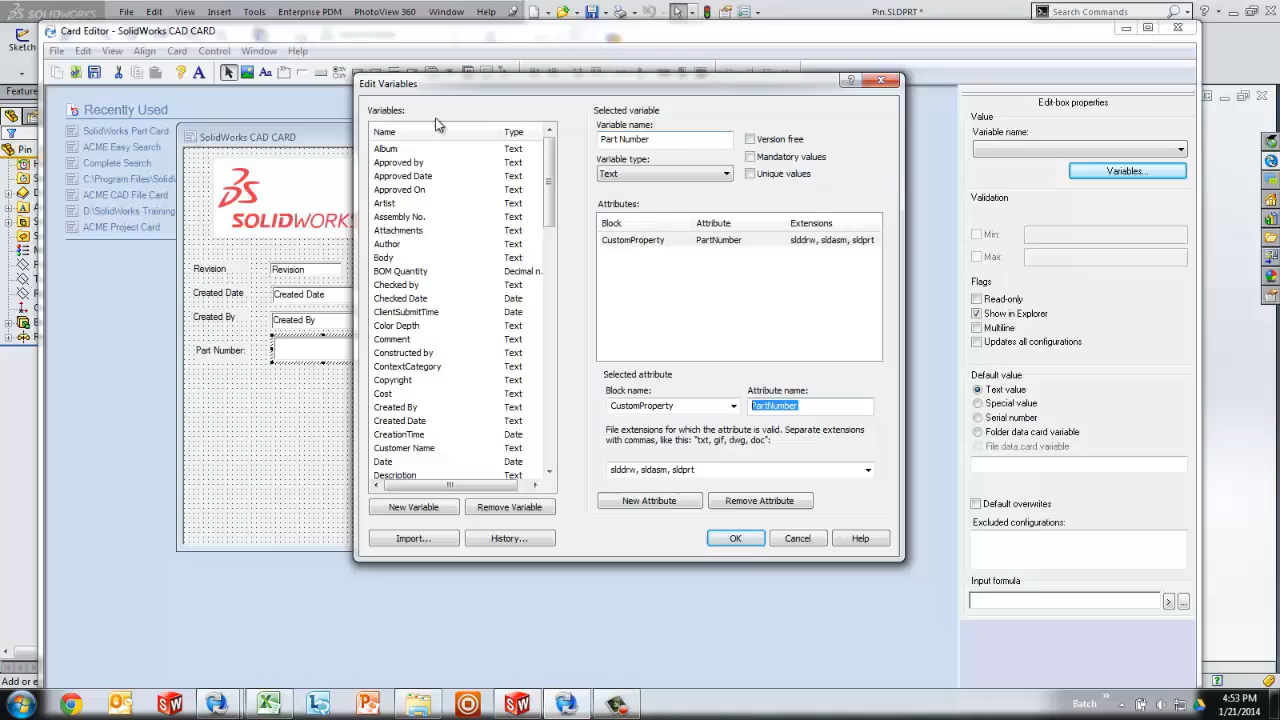 SOLIDWORKS
File Edit View Insert Tools Enterprise PDM PhotoView 360 Window Help
Pin.SLDPRT *
Search Commands
Card Editor - SolidWorks CAD CARD
Sketch
File Edit View Align Card Control Window Help
Feature
Pin
Recently Used
SolidWorks Part Card
ACME Easy Search
Complete Search
C:\Program Files\Solid
ACME CAD File Card
D:\SolidWorks Training
ACME Project Card
SolidWorks CAD CARD
SOLIDWORKS
Revision Revision
Created Date Created Date
Created By Created By
Part Number:
Edit Variables
Variables:
Name Type
Album Text
Approved by Text
Approved Date Text
Approved On Text
Artist Text
Assembly No. Text
Attachments Text
Author Text
Body Text
BOM Quantity Decimal n.
Checked by Text
Checked Date Date
ClientSubmitTime Date
Color Depth Text
Comment Text
Constructed by Text
ContextCategory Text
Copyright Text
Cost Text
Created By Text
Created Date Text
CreationTime Date
Customer Name Text
Date Date
Description Text
New Variable Remove Variable
Import... History...
Selected variable
Variable name:
Part Number
Variable type:
Text
Version free
Mandatory values
Unique values
Attributes:
Block Attribute Extensions
CustomProperty PartNumber slddrw, sldasm, sldprt
Selected attribute
Block name: Attribute name:
CustomProperty PartNumber
File extensions for which the attribute is valid. Separate extensions
with commas, like this: "txt, gif, dwg, doc":
slddrw, sldasm, sldprt
New Attribute Remove Attribute
OK Cancel Help
Edit-box properties
Value
Variable name:
Variables...
Validation
Min:
Max
Flags
Read-only
Show in Explorer
Multiline
Updates all configurations
Default value
Text value
Special value
Serial number
Folder data card variable
File data card variable
Default overwrites
Excluded configurations:
Input formula
Add or e
Batch
4:53 PM
1/21/2014